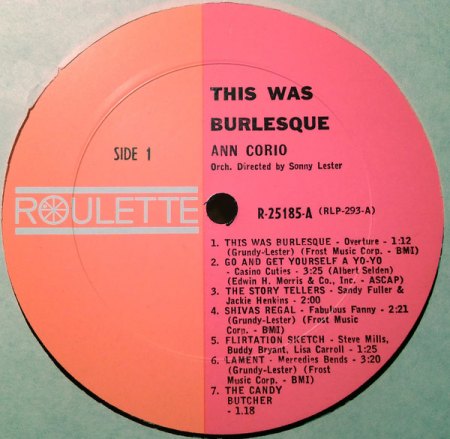 THIS WAS
BURLESQUE
ANN CORIO
Orch. Directed by Sonny Lester
SIDE 1
ROULETTE
R-25185-A (RLP-293-A)
1. THIS WAS BURLESQUE - Overture - 1:12
(Grundy-Lester) (Frost Music Corp. - BMI)
2. GO AND GET YOURSELF A YO-YO
- Casino Cuties - 3:25 (Albert Selden)
(Edwin H. Morris & Co., Inc. - ASCAP)
3. THE STORY TELLERS - Sandy Fuller &
Jackie Henkins - 2:00
4. SHIVAS REGAL - Fabulous Fanny - 2:21
(Grundy-Lester) (Frost Music
Corp. - BMI)
5. FLIRTATION SKETCH - Steve Mills,
Buddy Bryant, Lisa Carroll - 1:25
6. LAMENT - Mercedies Bends - 3:20
(Grundy-Lester) (Frost
Music Corp. - BMI)
7. THE CANDY
BUTCHER
- 1.18